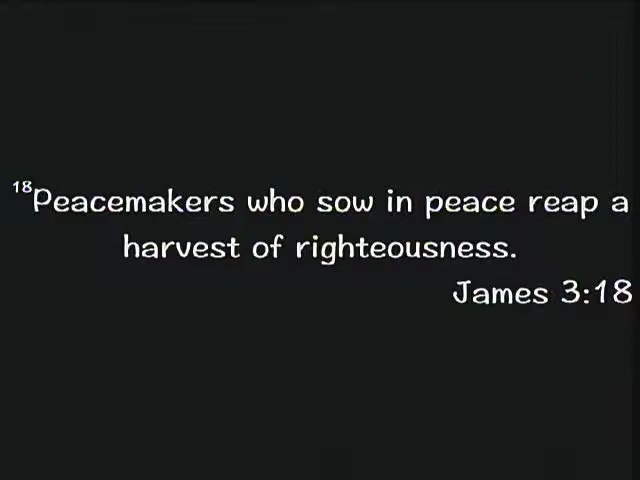 ¹⁸Peacemakers who sow in peace reap a
harvest of righteousness.
James 3:18